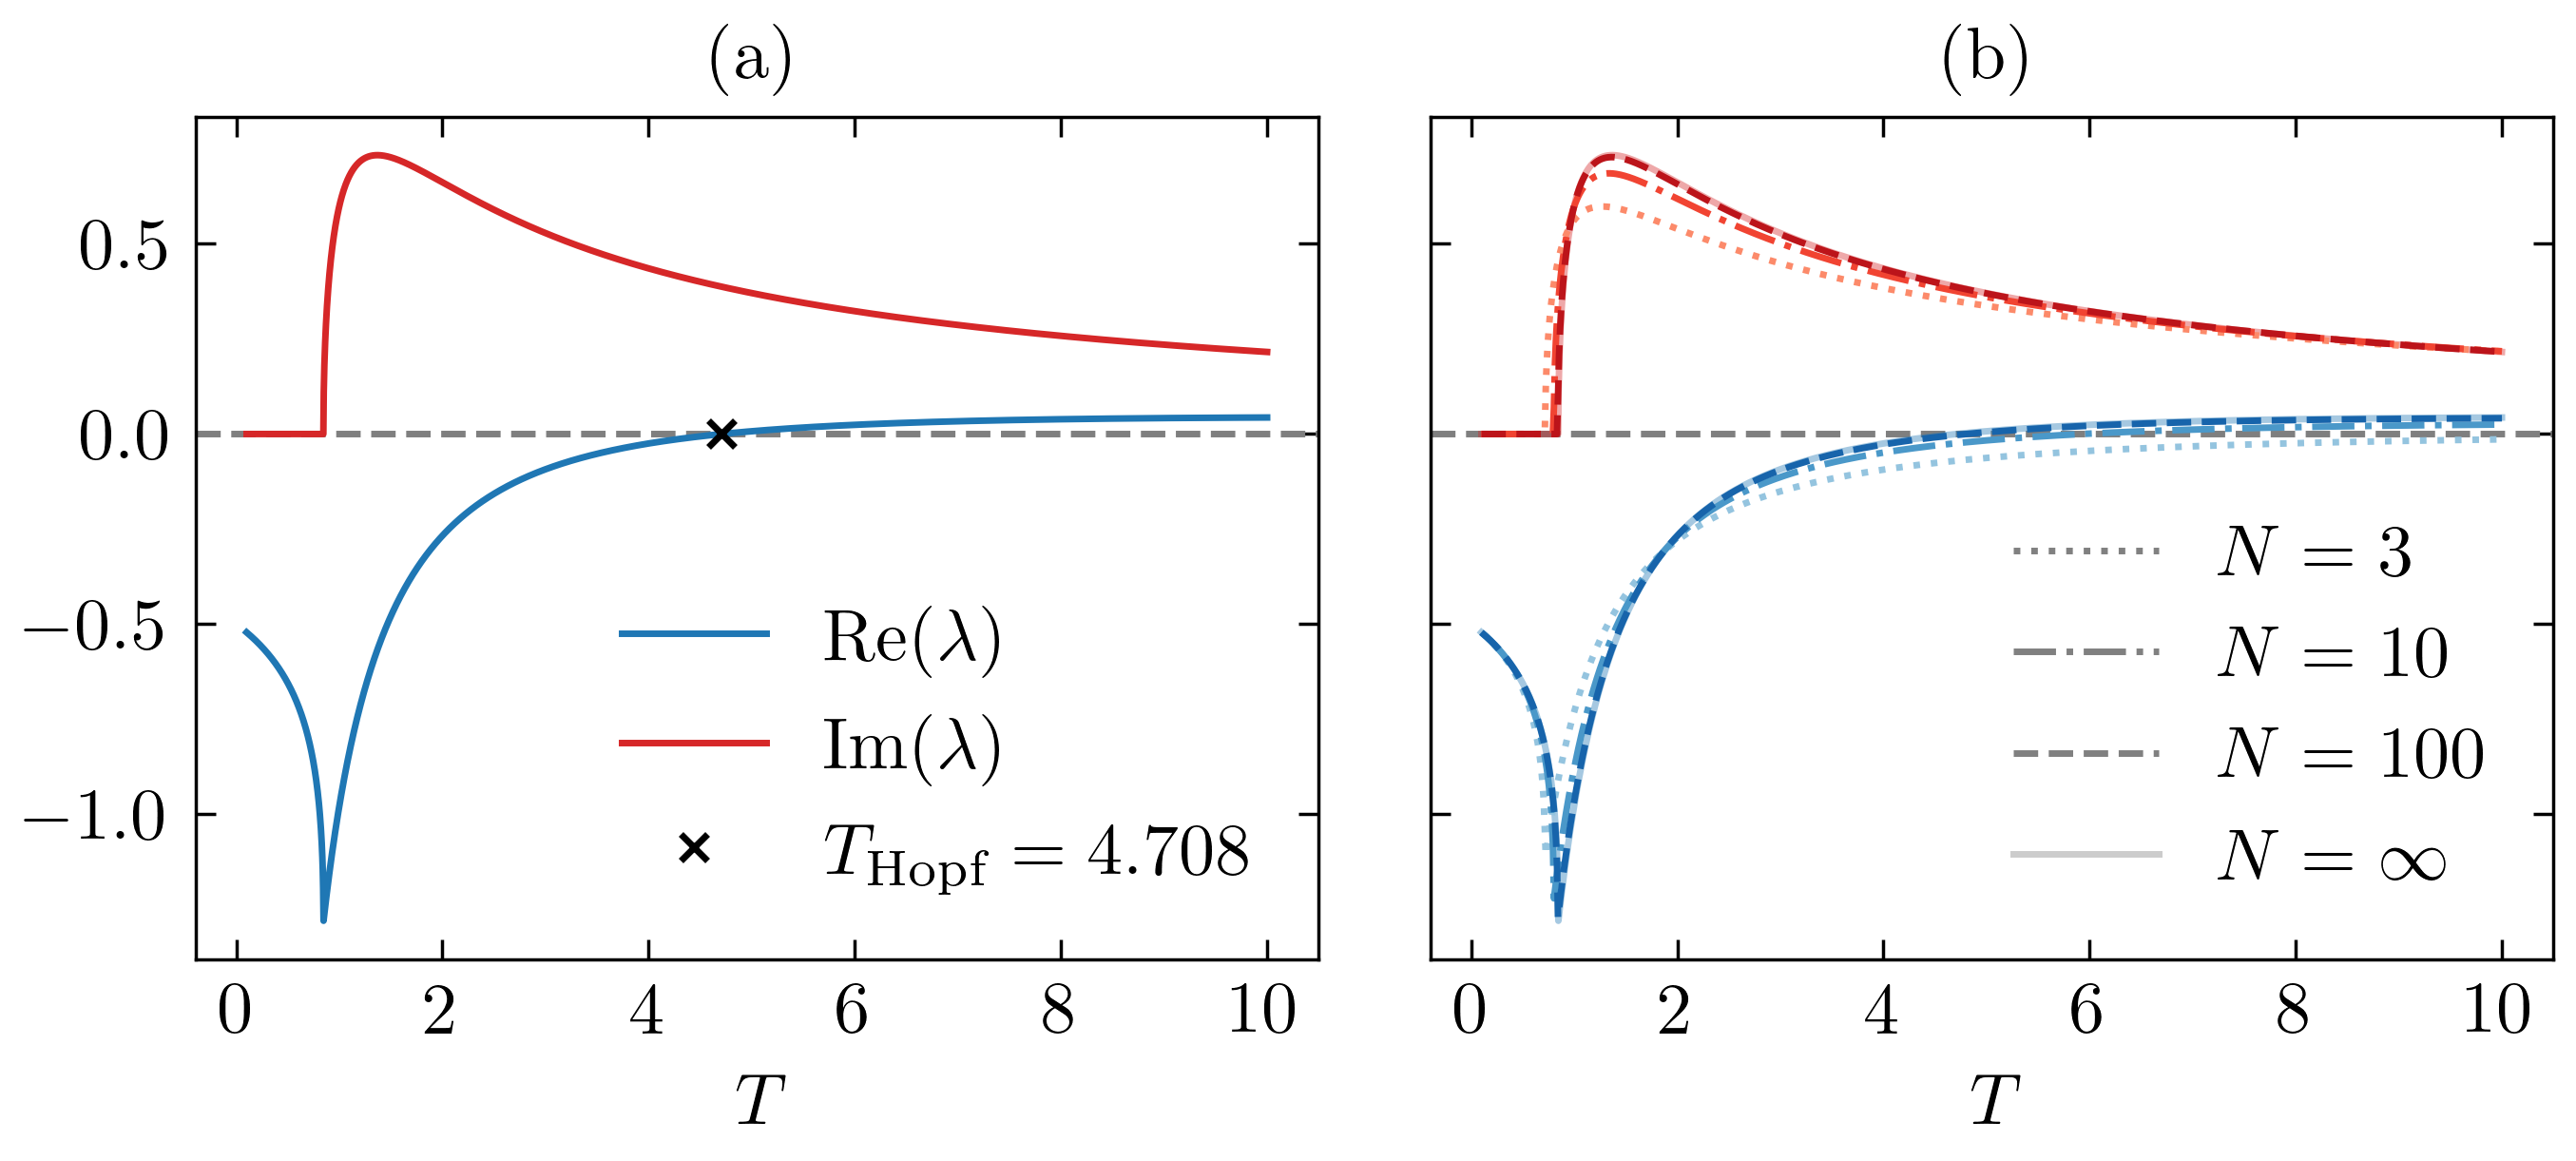 (a)
0.5
0.0
−0.5
−1.0
Re(λ)
Im(λ)
T_Hopf = 4.708
0 2 4 6 8 10
T
(b)
N = 3
N = 10
N = 100
N = ∞
0 2 4 6 8 10
T